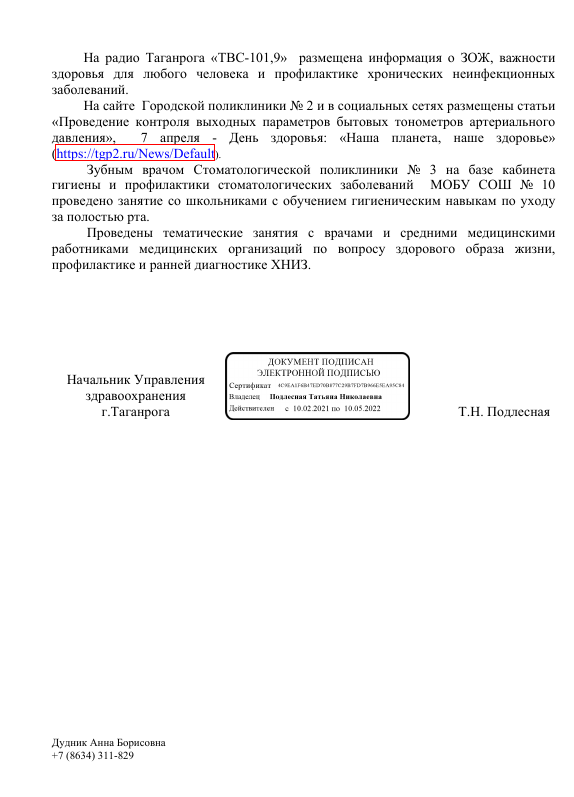 На радио Таганрога «ТВС-101,9» размещена информация о ЗОЖ, важности
здоровья для любого человека и профилактике хронических неинфекционных
заболеваний.
На сайте Городской поликлиники № 2 и в социальных сетях размещены статьи
«Проведение контроля выходных параметров бытовых тонометров артериального
давления», 7 апреля - День здоровья: «Наша планета, наше здоровье»
(https://tgp2.ru/News/Default).
Зубным врачом Стоматологической поликлиники № 3 на базе кабинета
гигиены и профилактики стоматологических заболеваний МОБУ СОШ № 10
проведено занятие со школьниками с обучением гигиеническим навыкам по уходу
за полостью рта.
Проведены тематические занятия с врачами и средними медицинскими
работниками медицинских организаций по вопросу здорового образа жизни,
профилактике и ранней диагностике ХНИЗ.
Начальник Управления
здравоохранения
г.Таганрога
ДОКУМЕНТ ПОДПИСАН
ЭЛЕКТРОННОЙ ПОДПИСЬЮ
Сертификат
Владелец Подлесная Татьяна Николаевна
Действителен с 10.02.2021 по 10.05.2022
Т.Н. Подлесная
Дудник Анна Борисовна
+7 (8634) 311-829